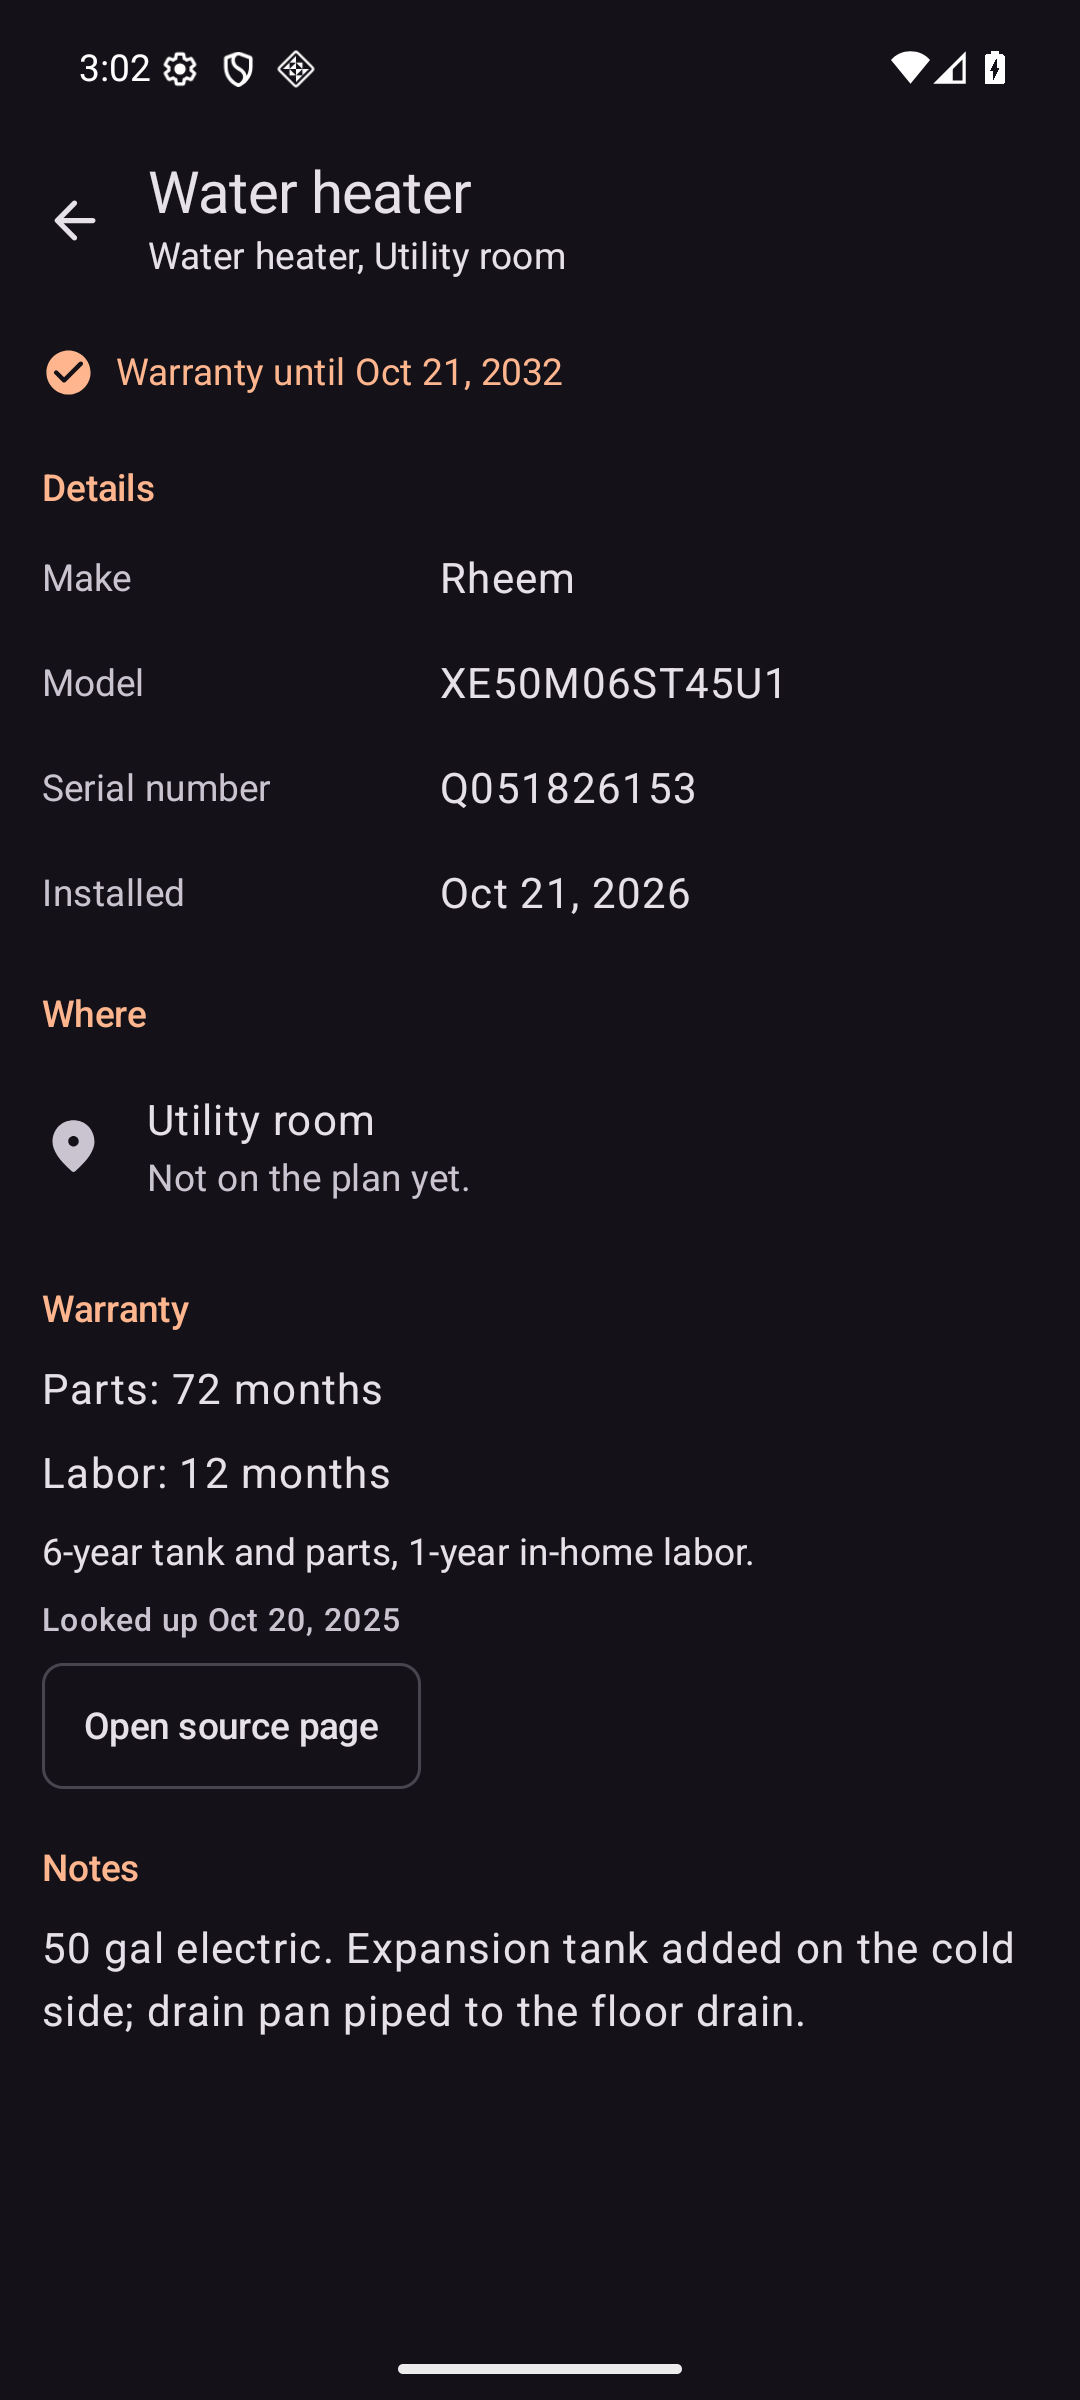 3:02
Water heater
Water heater, Utility room
Warranty until Oct 21, 2032
Details
Make
Rheem
Model
XE50M06ST45U1
Serial number
Q051826153
Installed
Oct 21, 2026
Where
Utility room
Not on the plan yet.
Warranty
Parts: 72 months
Labor: 12 months
6-year tank and parts, 1-year in-home labor.
Looked up Oct 20, 2025
Open source page
Notes
50 gal electric. Expansion tank added on the cold
side; drain pan piped to the floor drain.